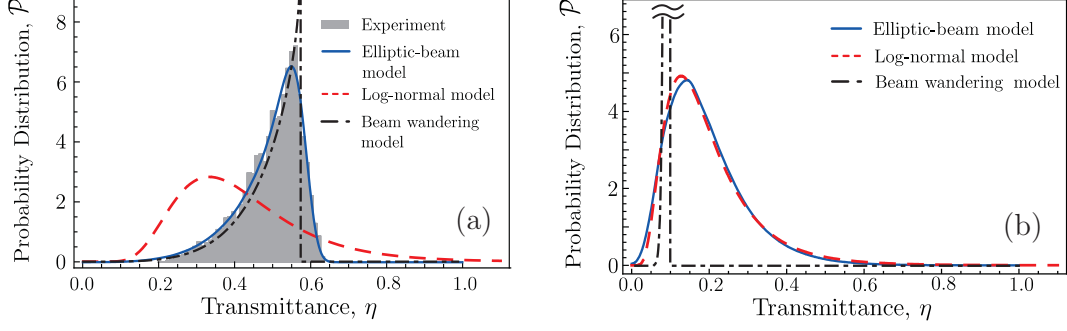 Probability Distribution, 𝒫
8
6
4
2
0
Experiment
Elliptic-beam
model
Log-normal model
Beam wandering
model
(a)
0.0 0.2 0.4 0.6 0.8 1.0
Transmittance, η
Probability Distribution, 𝒫
6
4
2
0
Elliptic-beam model
Log-normal model
Beam wandering model
(b)
0.0 0.2 0.4 0.6 0.8 1.0
Transmittance, η